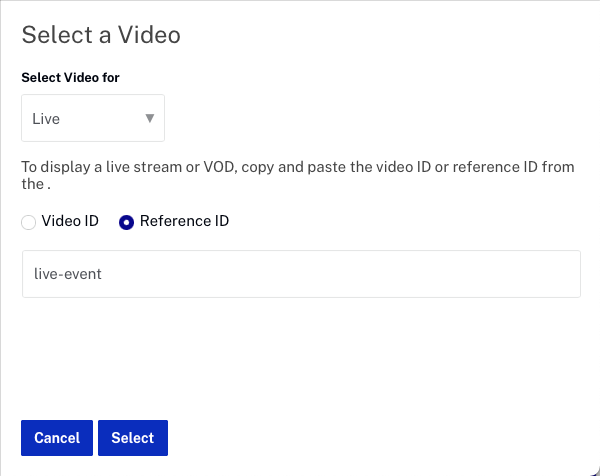 Select a Video
Select Video for
Live
To display a live stream or VOD, copy and paste the video ID or reference ID from
the .
Video ID Reference ID
live-event
Cancel Select